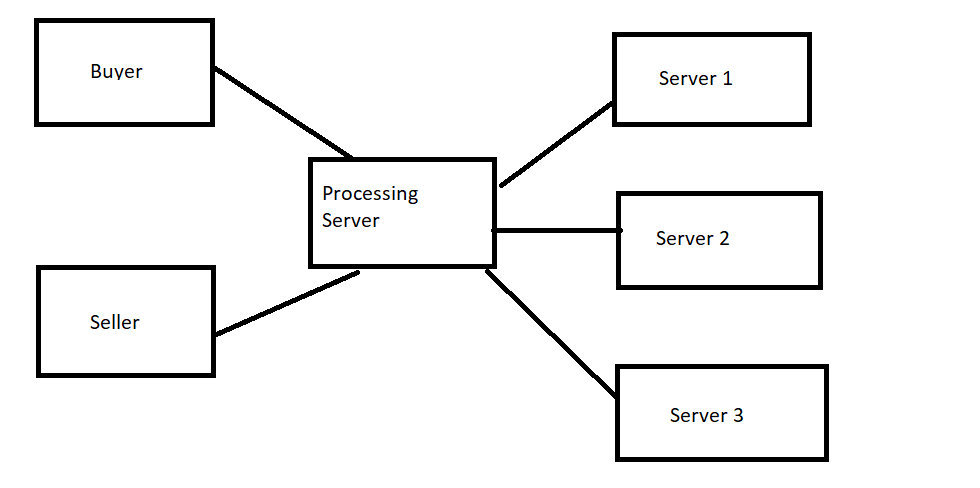 Buyer
Server 1
Processing
Server
Server 2
Seller
Server 3